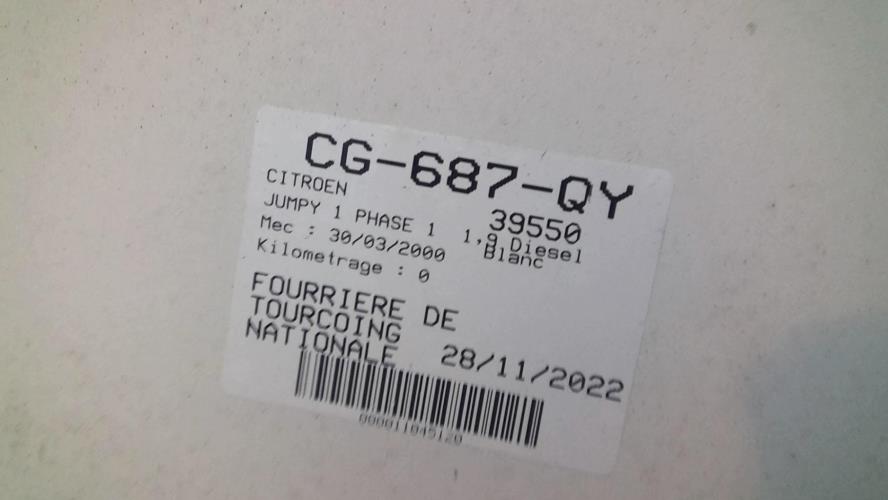 CG-687-QY
CITROEN 39550
JUMPY 1 PHASE 1 1,9 Diesel
Mec : 30/03/2000 Blanc
Kilometrage : 0
FOURRIERE DE
TOURCOING
NATIONALE 28/11/2022
000011045120